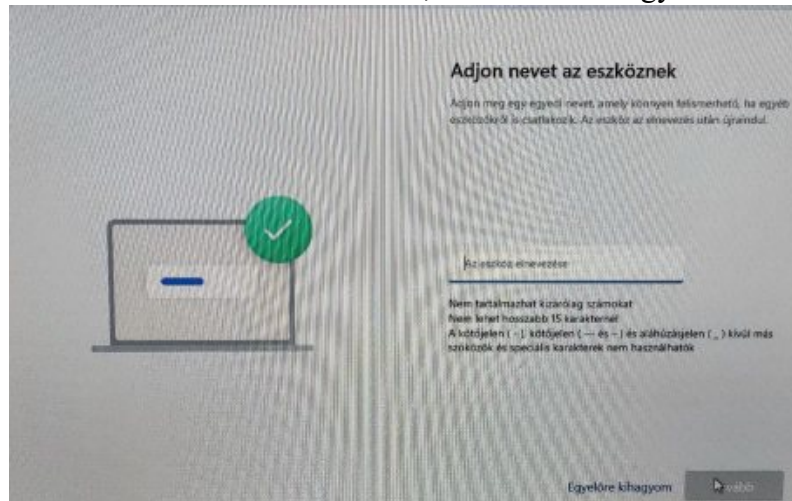 Adjon nevet az eszköznek
Adjon meg egy egyedi nevet, amely könnyen felismerhető, ha egyéb
eszközökről is csatlakozik. Az eszköz az elnevezés után újraindul.
Az eszköz elnevezése
Nem tartalmazhat kizárólag számokat
Nem lehet hosszabb 15 karakternél
A kötőjelen ( - ), kötőjelen ( — és – ) és aláhúzásjelen ( _ ) kívül más
szóközök és speciális karakterek nem használhatók
Egyelőre kihagyom